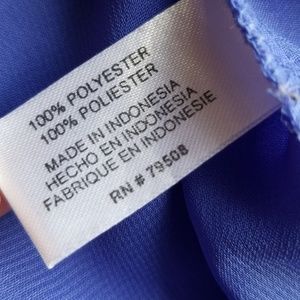 100% POLYESTER
100% POLIESTER
MADE IN INDONESIA
HECHO EN INDONESIA
FABRIQUE EN INDONESIE
RN # 79508